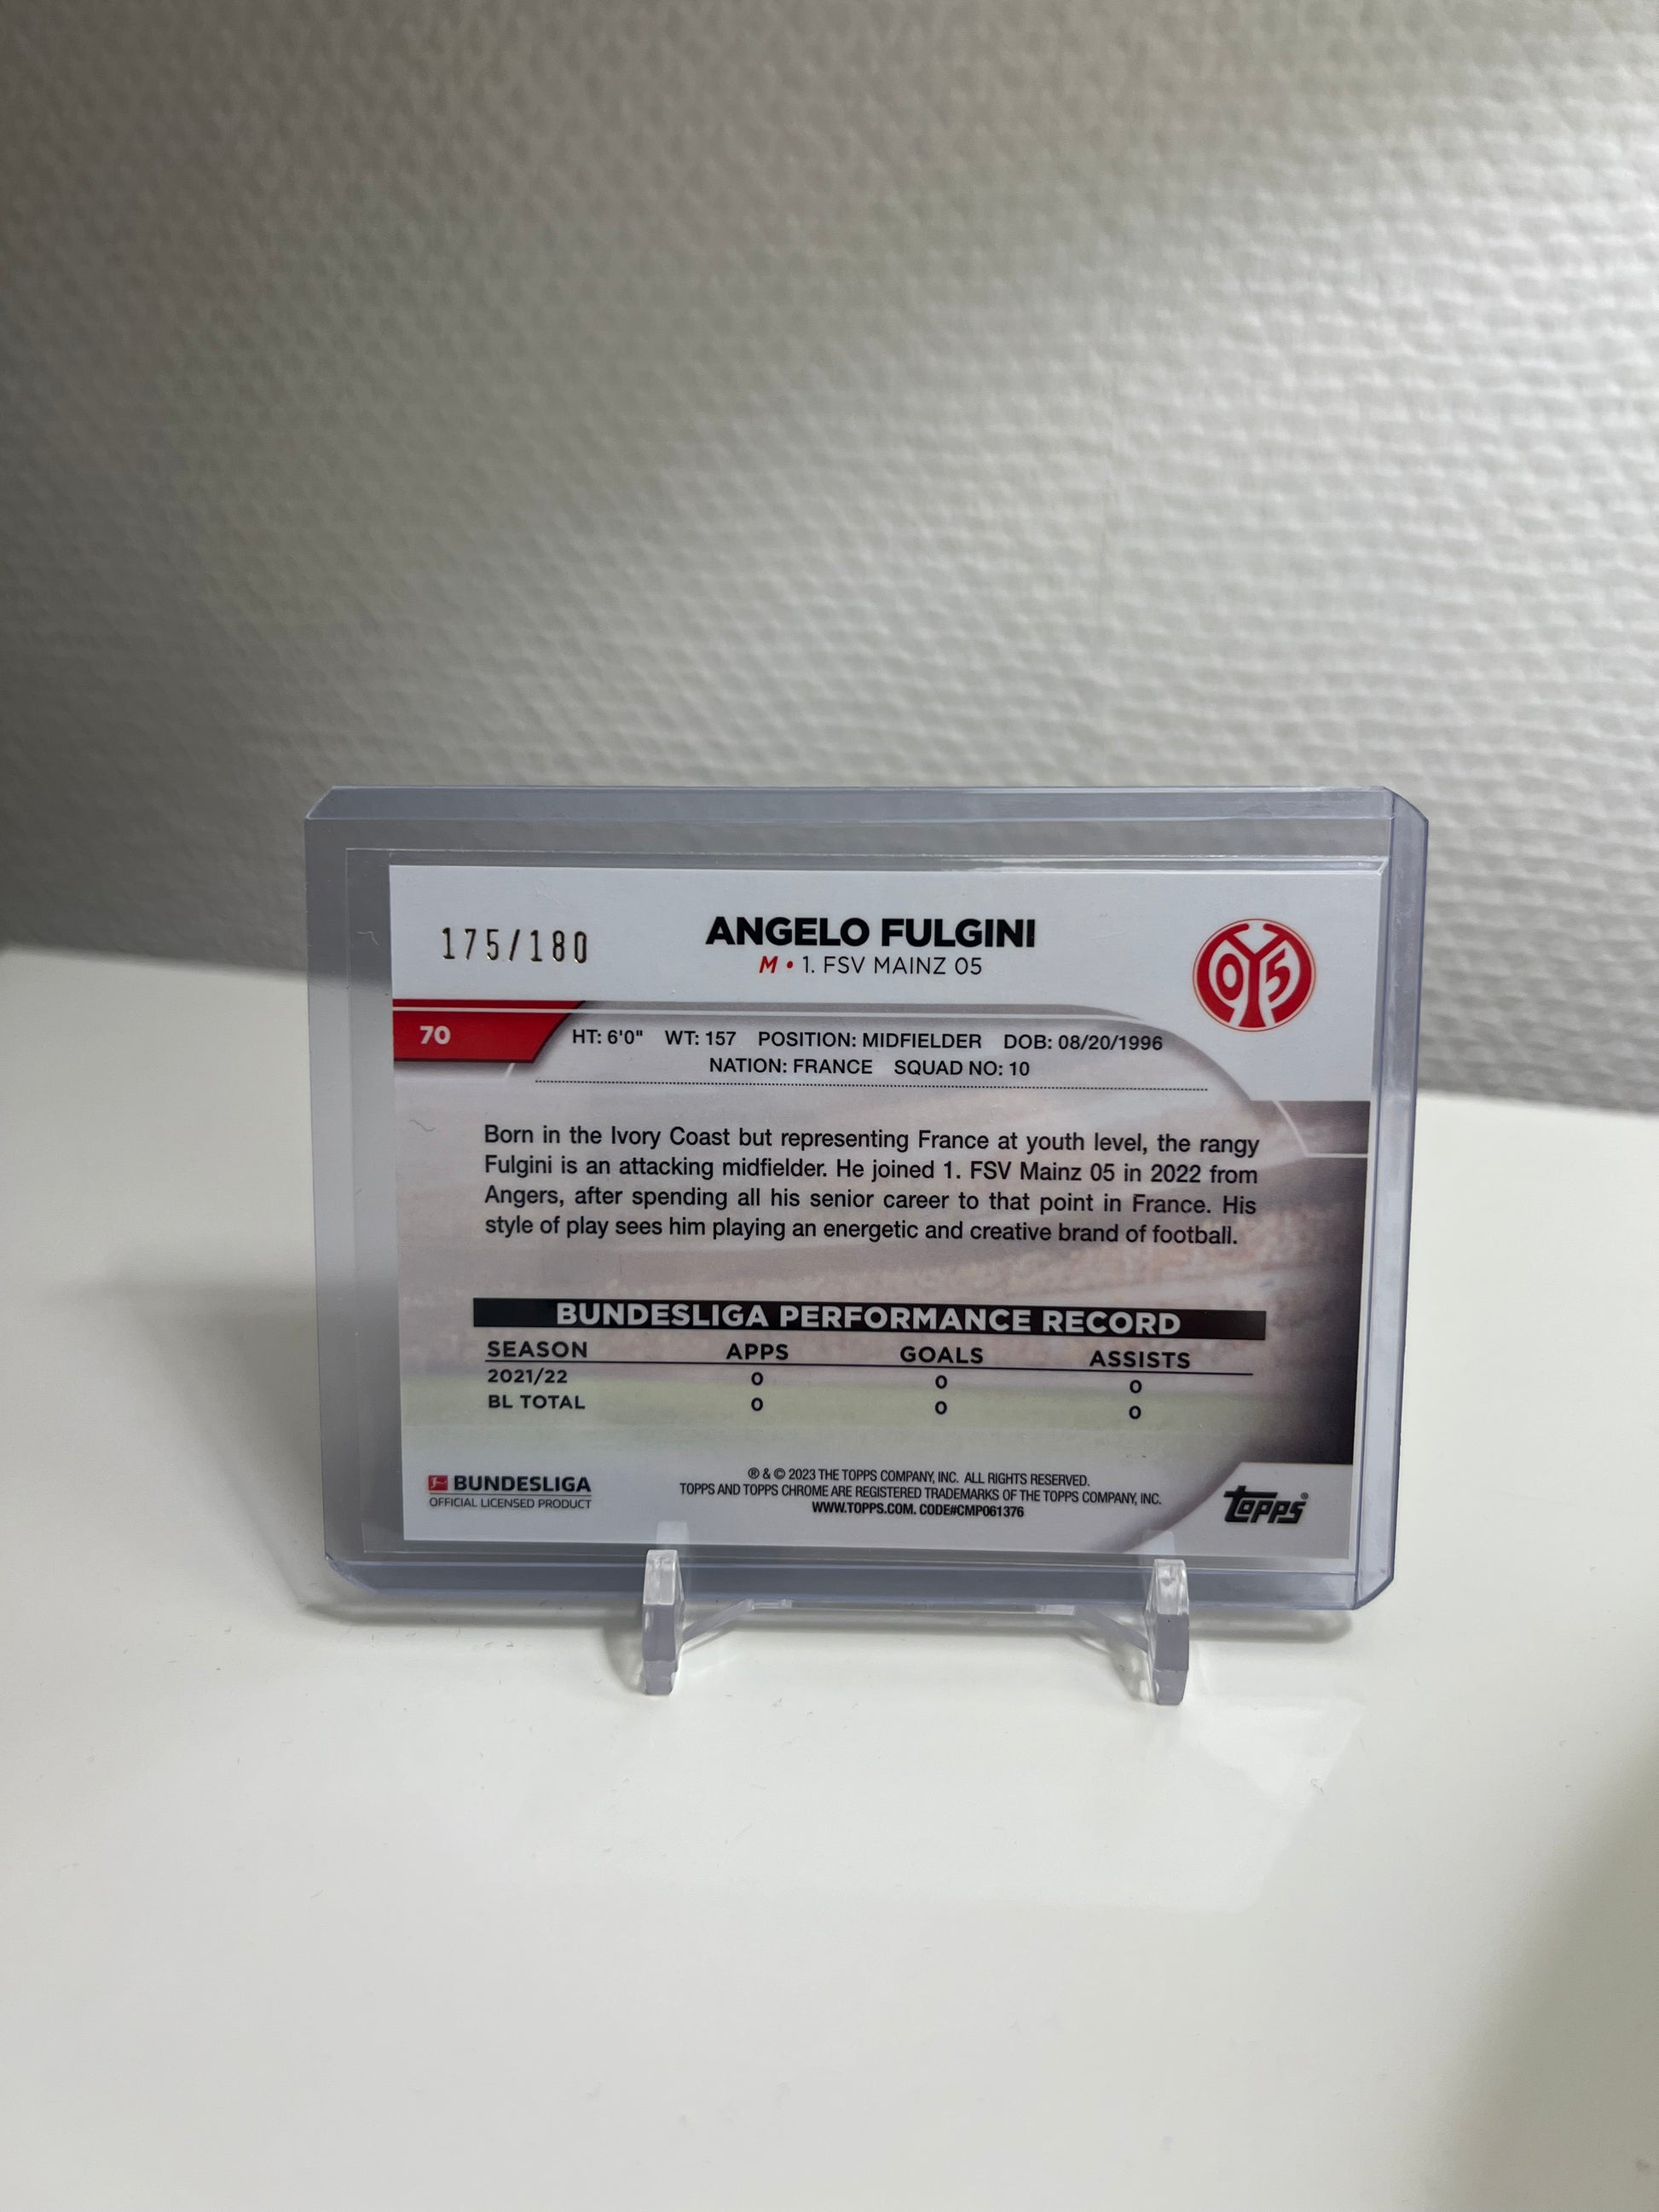 175/180
ANGELO FULGINI
M • 1. FSV MAINZ 05
05
70
HT: 6'0" WT: 157 POSITION: MIDFIELDER DOB: 08/20/1996
NATION: FRANCE SQUAD NO: 10
Born in the Ivory Coast but representing France at youth level, the rangy
Fulgini is an attacking midfielder. He joined 1. FSV Mainz 05 in 2022 from
Angers, after spending all his senior career to that point in France. His
style of play sees him playing an energetic and creative brand of football.
BUNDESLIGA PERFORMANCE RECORD
SEASON APPS GOALS ASSISTS
2021/22 0 0 0
BL TOTAL 0 0 0
BUNDESLIGA
OFFICIAL LICENSED PRODUCT
® & © 2023 THE TOPPS COMPANY, INC. ALL RIGHTS RESERVED.
TOPPS AND TOPPS CHROME ARE REGISTERED TRADEMARKS OF THE TOPPS COMPANY, INC.
WWW.TOPPS.COM. CODE#CMP061376
topps®